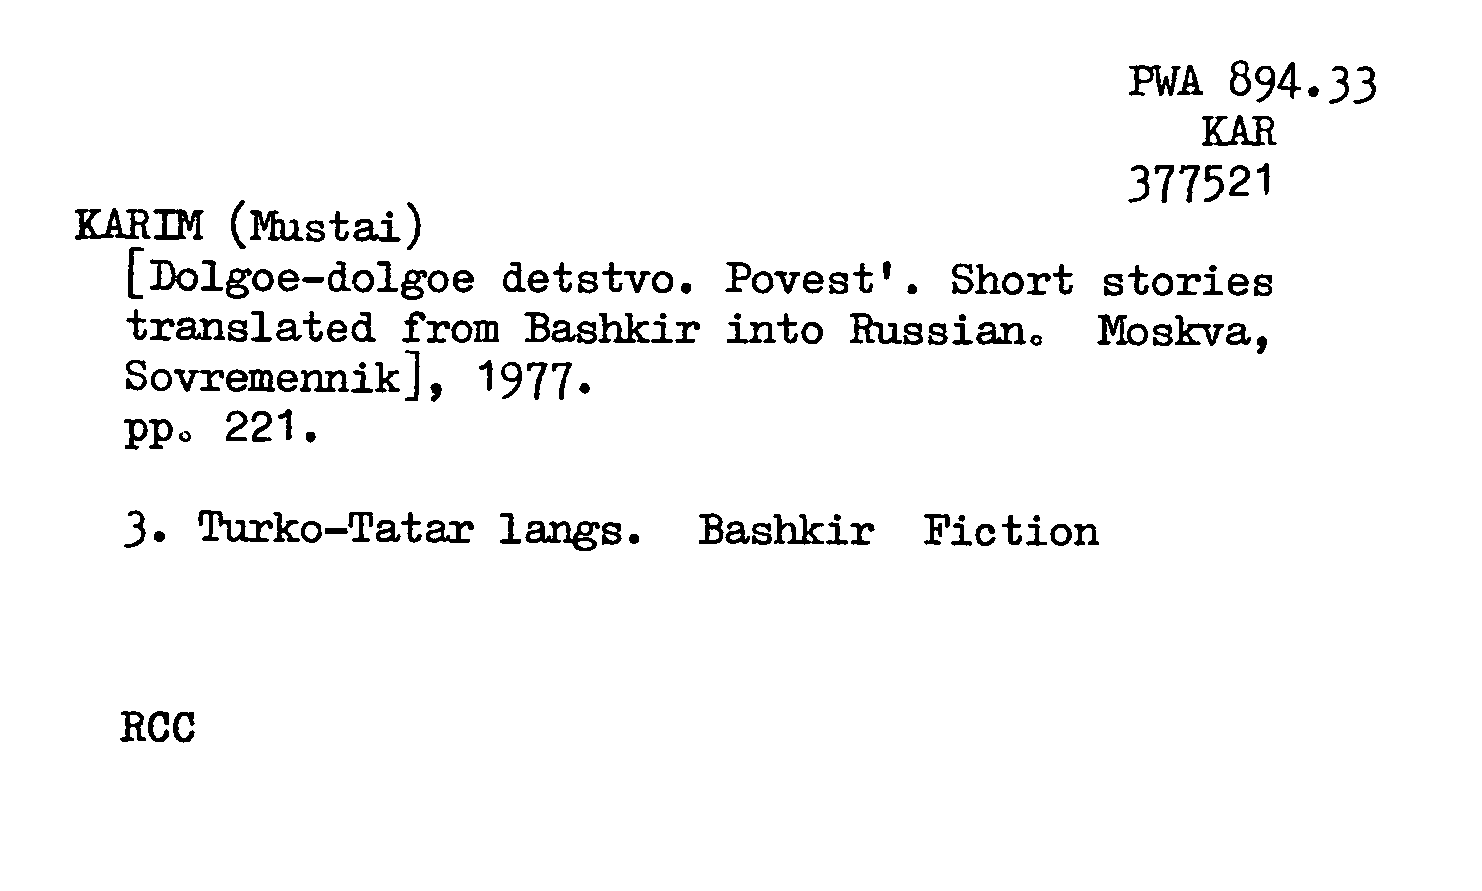 PWA 894.33
KAR
377521
KARIM (Mustai)
[Dolgoe-dolgoe detstvo. Povest'. Short stories
translated from Bashkir into Russian. Moskva,
Sovremennik], 1977.
pp. 221.
3. Turko-Tatar langs. Bashkir Fiction
RCC